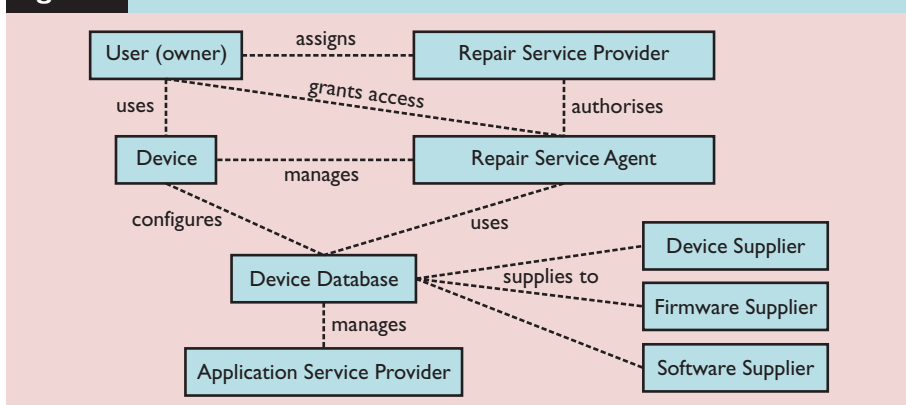 User (owner)
assigns
Repair Service Provider
uses
grants access
authorises
Device
manages
Repair Service Agent
configures
uses
Device Supplier
Device Database
supplies to
Firmware Supplier
manages
Application Service Provider
Software Supplier